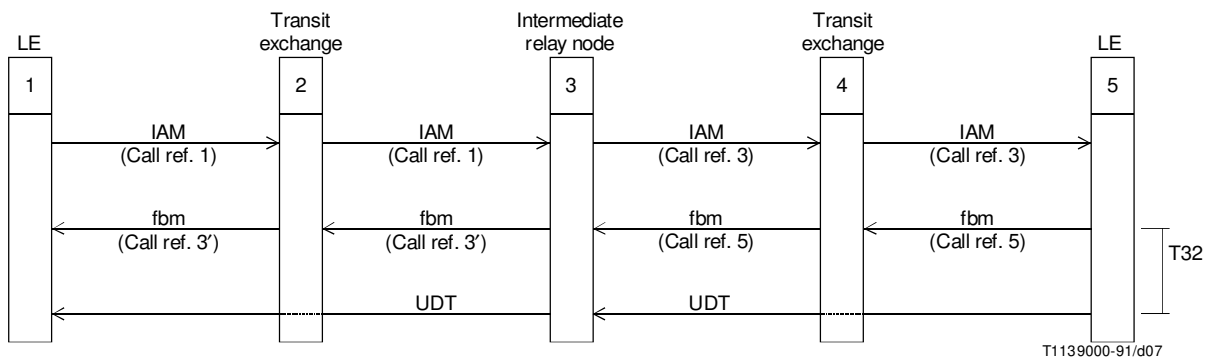 LE
Transit
exchange
Intermediate
relay node
Transit
exchange
LE
1
2
3
4
5
IAM
(Call ref. 1)
IAM
(Call ref. 1)
IAM
(Call ref. 3)
IAM
(Call ref. 3)
fbm
(Call ref. 3′)
fbm
(Call ref. 3′)
fbm
(Call ref. 5)
fbm
(Call ref. 5)
T32
UDT
UDT
T1139000-91/d07